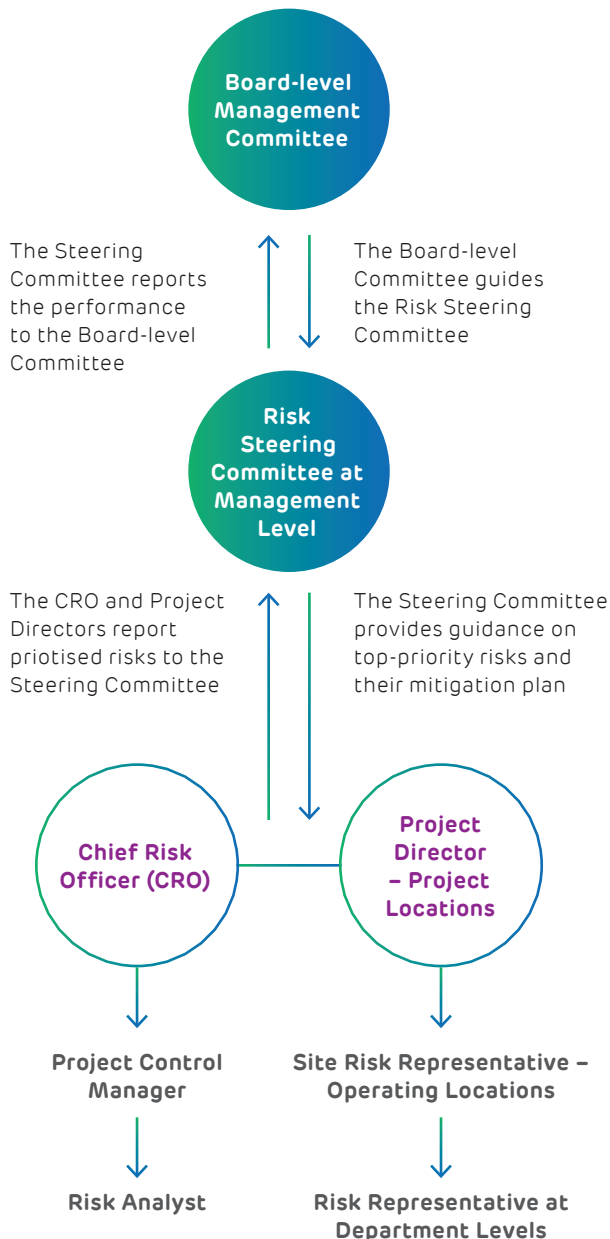 Board-level
Management
Committee
The Steering
Committee reports
the performance
to the Board-level
Committee
The Board-level
Committee guides
the Risk Steering
Committee
Risk
Steering
Committee at
Management
Level
The CRO and Project
Directors report
priotised risks to the
Steering Committee
The Steering Committee
provides guidance on
top-priority risks and
their mitigation plan
Chief Risk
Officer (CRO)
Project
Director
– Project
Locations
Project Control
Manager
Site Risk Representative –
Operating Locations
Risk Analyst
Risk Representative at
Department Levels